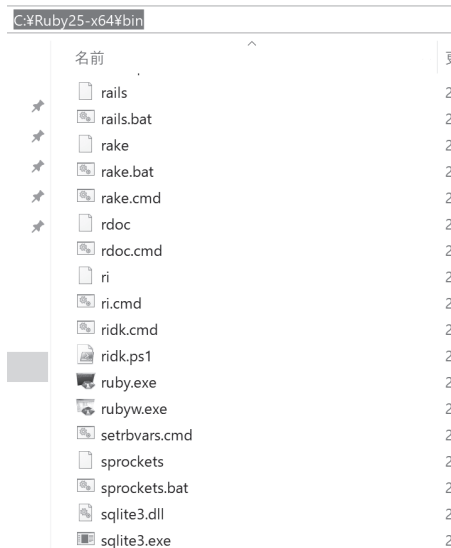 C:¥Ruby25-x64¥bin
名前
rails
rails.bat
rake
rake.bat
rake.cmd
rdoc
rdoc.cmd
ri
ri.cmd
ridk.cmd
ridk.ps1
ruby.exe
rubyw.exe
setrbvars.cmd
sprockets
sprockets.bat
sqlite3.dll
sqlite3.exe